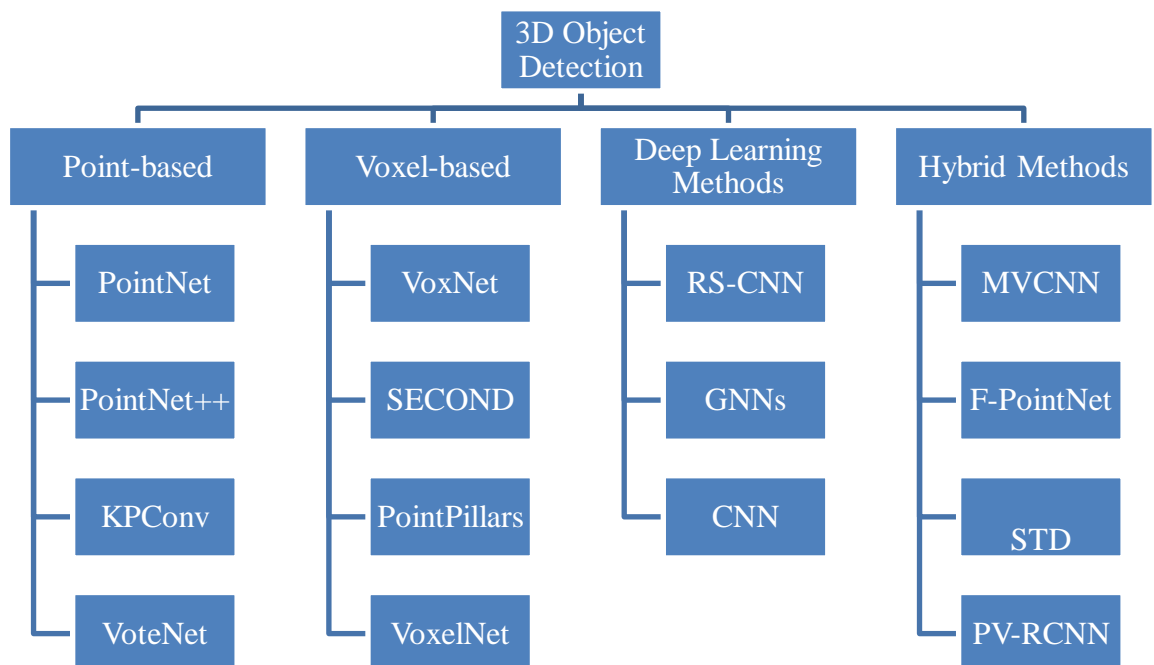 3D Object
Detection
Point-based
Voxel-based
Deep Learning
Methods
Hybrid Methods
PointNet
VoxNet
RS-CNN
MVCNN
PointNet++
SECOND
GNNs
F-PointNet
KPConv
PointPillars
CNN
STD
VoteNet
VoxelNet
PV-RCNN